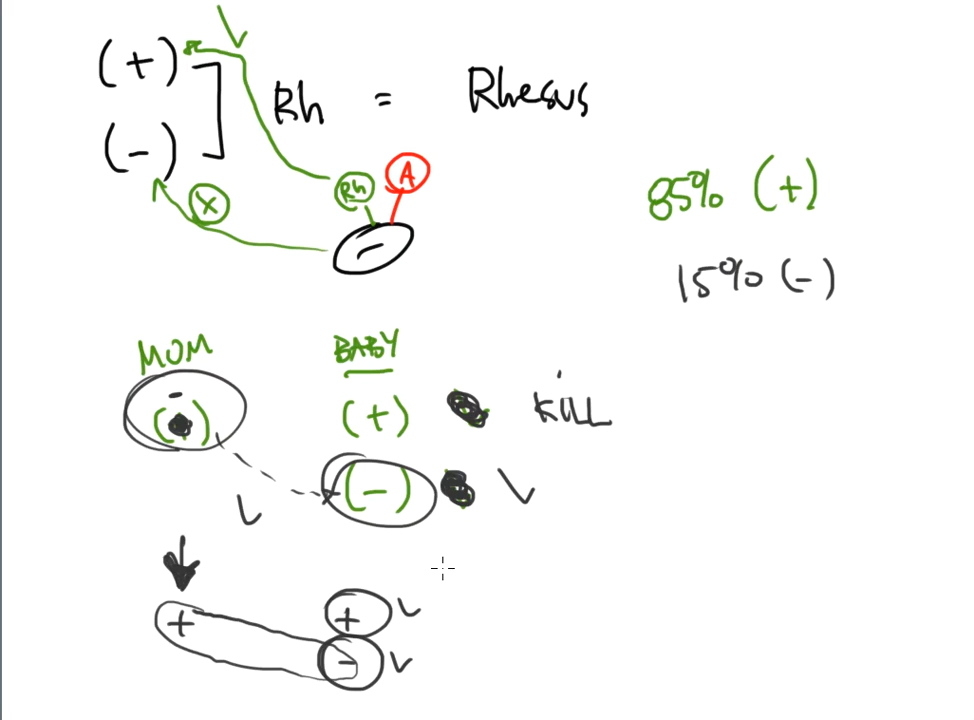 (+)
(-)
Rh = Rhesus
Rh
A
X
85% (+)
15% (-)
MOM
BABY
-
( )
(+)
KILL
(-)
+
+
-